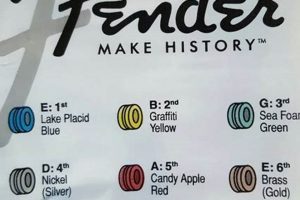 Fender
MAKE HISTORY™
E: 1st
Lake Placid
Blue
B: 2nd
Graffiti
Yellow
G: 3rd
Sea Foam
Green
D: 4th
Nickel
(Silver)
A: 5th
Candy Apple
Red
E: 6th
Brass
(Gold)